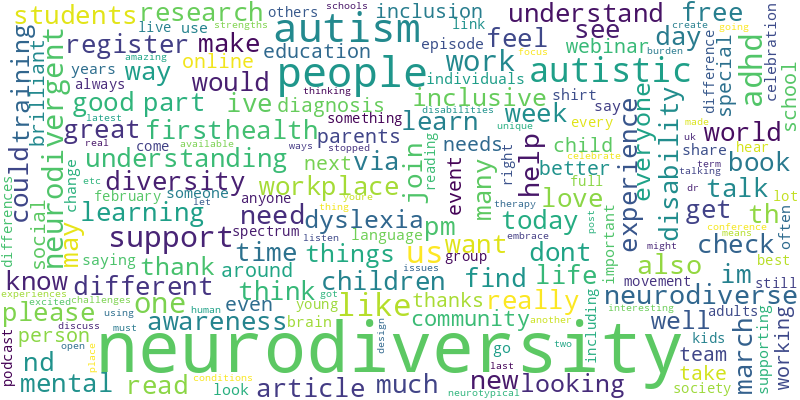 students
research
others
autism
inclusion
understand
schools
strengths
create
going
free
live
use
link
difference
register
make
education
episode
feel
see
day
burden
celebration
people
years
amazing
online
individuals
work
webinar
always
way
would
thinking
autistic
focus
brilliant
training
could
neurodivergent
good
part
ive
diagnosis
inclusive
shirt
disabilities
special
adhd
school
latest
real
great
first
health
something
parents
learn
week
say
every
unique
everyone
disability
experience
made
uk
world
celebrate
come
available
ways
stopped
needs
child
share
hear
understanding
next
via
join
reading
event
help
right
better
book
term
talking
change
etc
someone
let
diversity
anyone
workplace
youre
many
therapy
full
love
talk
dr
lot
differences
social
may
february
learning
spectrum
thing
need
dyslexia
pm
post
today
get
th
conference
often
saying
support
listen
language
us
want
group
embrace
dont
important
check
means
know
different
thank
time
things
around
issues
children
find
life
also
im
might
movement
still
best
experiences
excited
challenges
think
like
really
neurodiverse
please
one
using
human
even
young
got
thanks
another
including
interesting
adults
supporting
working
person
discuss
must
awareness
brain
community
well
kids
march
nd
open
place
neurodiversity
design
go
two
team
podcast
mental
read
conditions
look
article
much
last
new
looking
neurotypical
take
society